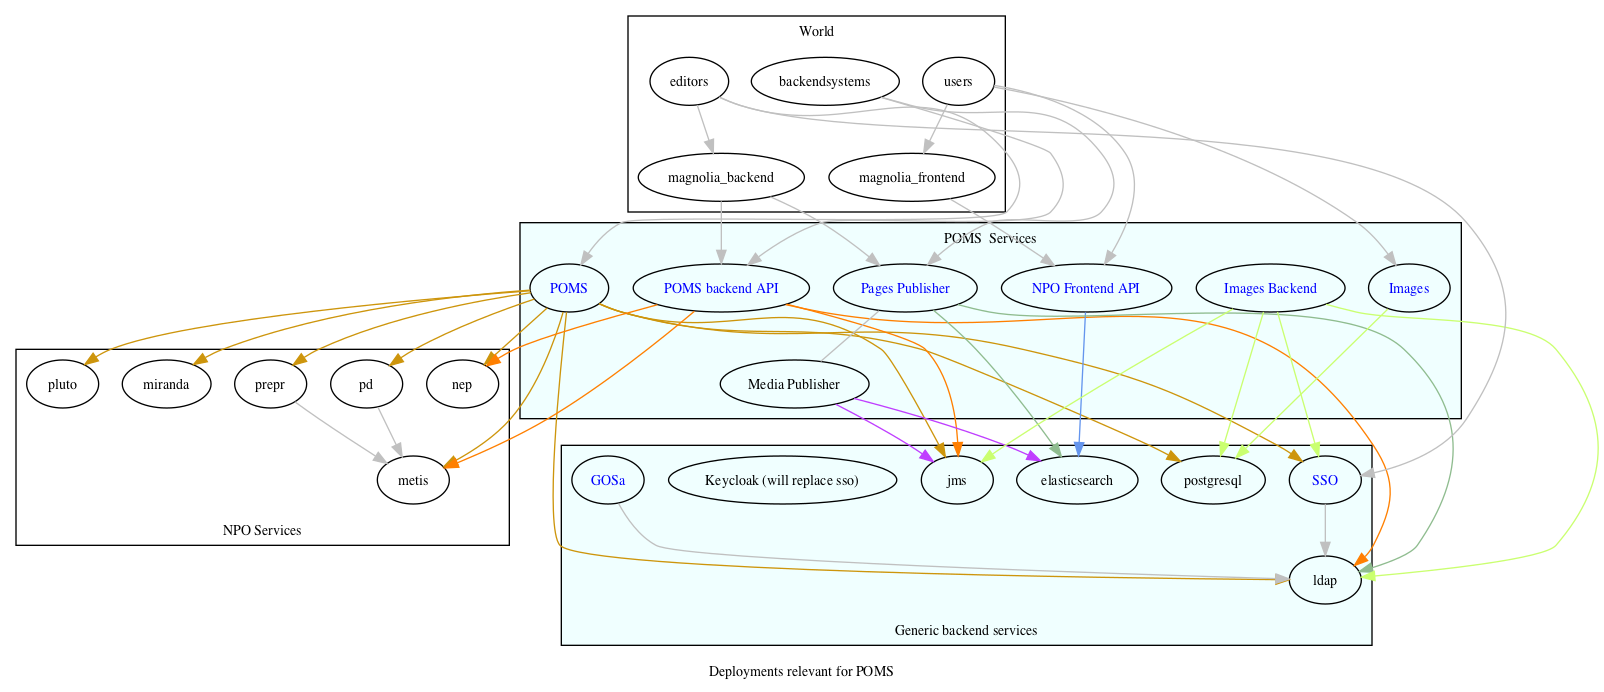 World
editors
backendsystems
users
magnolia_backend
magnolia_frontend
POMS  Services
POMS
POMS backend API
Pages Publisher
NPO Frontend API
Images Backend
Images
pluto
miranda
prepr
pd
nep
Media Publisher
metis
GOSa
Keycloak (will replace sso)
jms
elasticsearch
postgresql
SSO
NPO Services
ldap
Generic backend services
Deployments relevant for POMS